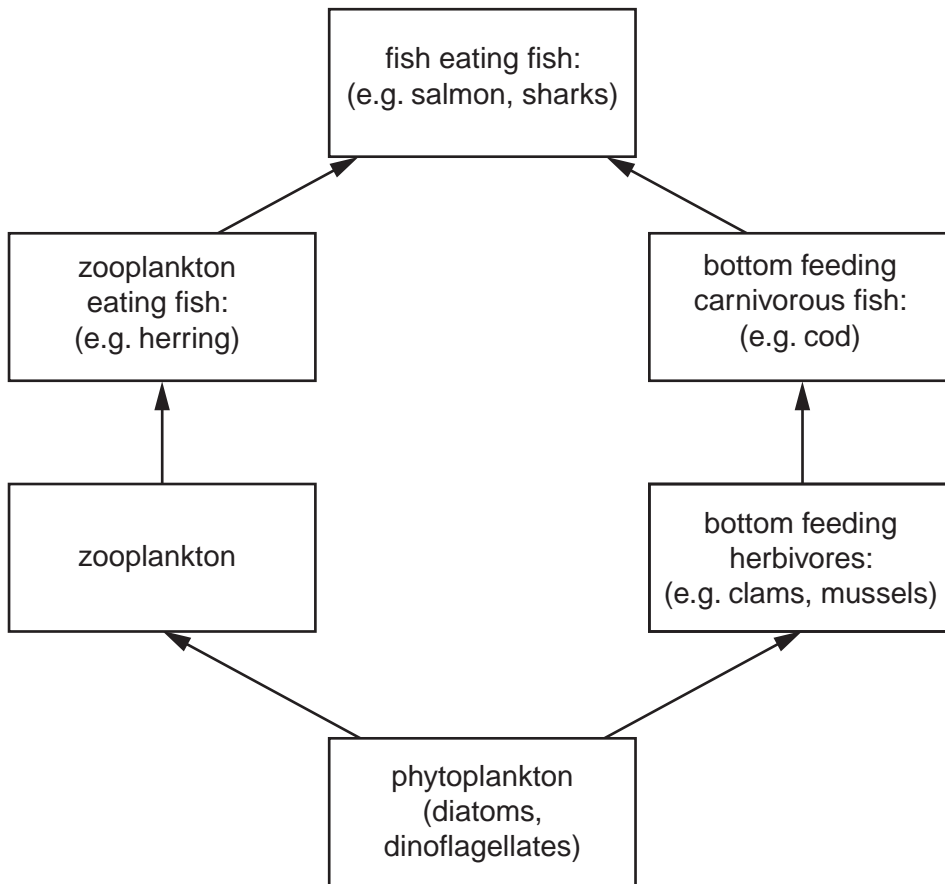 fish eating fish:
(e.g. salmon, sharks)
zooplankton
eating fish:
(e.g. herring)
bottom feeding
carnivorous fish:
(e.g. cod)
zooplankton
bottom feeding
herbivores:
(e.g. clams, mussels)
phytoplankton
(diatoms,
dinoflagellates)